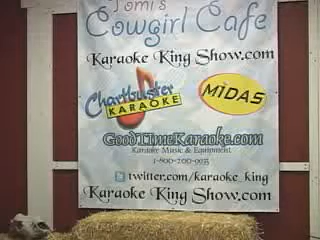 Tomi's
Cowgirl Cafe
Karaoke King Show.com
Chartbuster
KARAOKE
MIDAS
GoodTimeKaraoke.com
Karaoke Music & Equipment
twitter.com/karaoke_king
Karaoke King Show.com